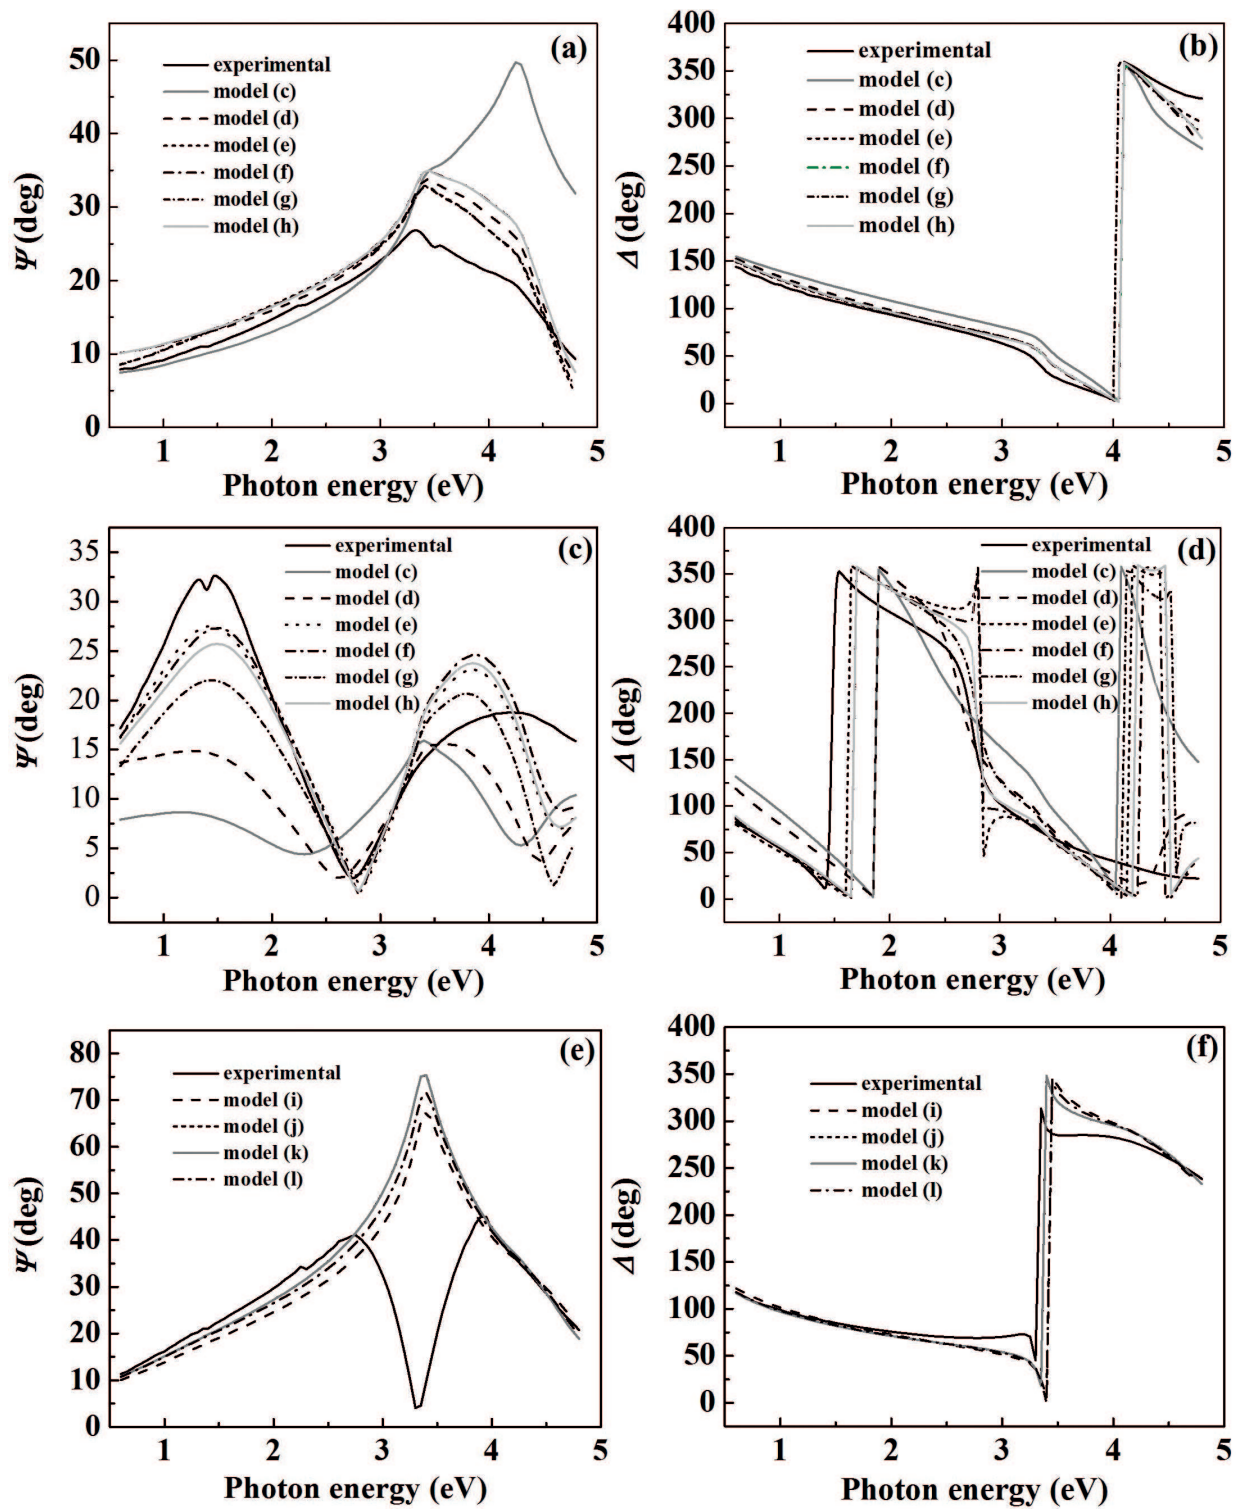 (a)
50
40
30
20
10
0
Ψ (deg)
experimental
model (c)
model (d)
model (e)
model (f)
model (g)
model (h)
1 2 3 4 5
Photon energy (eV)
(b)
400
350
300
250
200
150
100
50
0
Δ (deg)
experimental
model (c)
model (d)
model (e)
model (f)
model (g)
model (h)
1 2 3 4 5
Photon energy (eV)
(c)
35
30
25
20
15
10
5
0
Ψ (deg)
experimental
model (c)
model (d)
model (e)
model (f)
model (g)
model (h)
1 2 3 4 5
Photon energy (eV)
(d)
400
350
300
250
200
150
100
50
0
Δ (deg)
experimental
model (c)
model (d)
model (e)
model (f)
model (g)
model (h)
1 2 3 4 5
Photon energy (eV)
(e)
80
70
60
50
40
30
20
10
0
Ψ (deg)
experimental
model (i)
model (j)
model (k)
model (l)
1 2 3 4 5
Photon energy (eV)
(f)
400
350
300
250
200
150
100
50
0
Δ (deg)
experimental
model (i)
model (j)
model (k)
model (l)
1 2 3 4 5
Photon energy (eV)